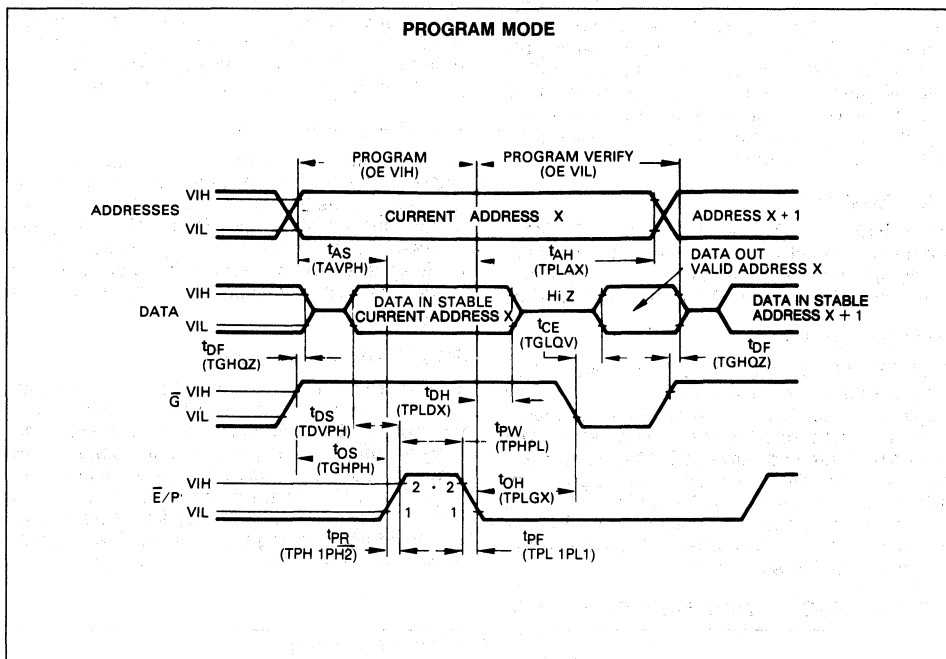 PROGRAM MODE
PROGRAM
(OE VIH)
PROGRAM VERIFY
(OE VIL)
ADDRESSES
VIH
VIL
CURRENT ADDRESS X
ADDRESS X + 1
tAS
(TAVPH)
tAH
(TPLAX)
DATA OUT
VALID ADDRESS X
DATA
VIH
VIL
DATA IN STABLE
CURRENT ADDRESS X
Hi Z
DATA IN STABLE
ADDRESS X + 1
tDF
(TGHQZ)
tCE
(TGLQV)
tDF
(TGHQZ)
G̅
VIH
VIL
tDH
(TPLDX)
tDS
(TDVPH)
tPW
(TPHPL)
tOS
(TGHPH)
tOH
(TPLGX)
E̅/P
VIH
VIL
2 · 2
1 1
tPR
(TPH 1PH2)
tPF
(TPL 1PL1)